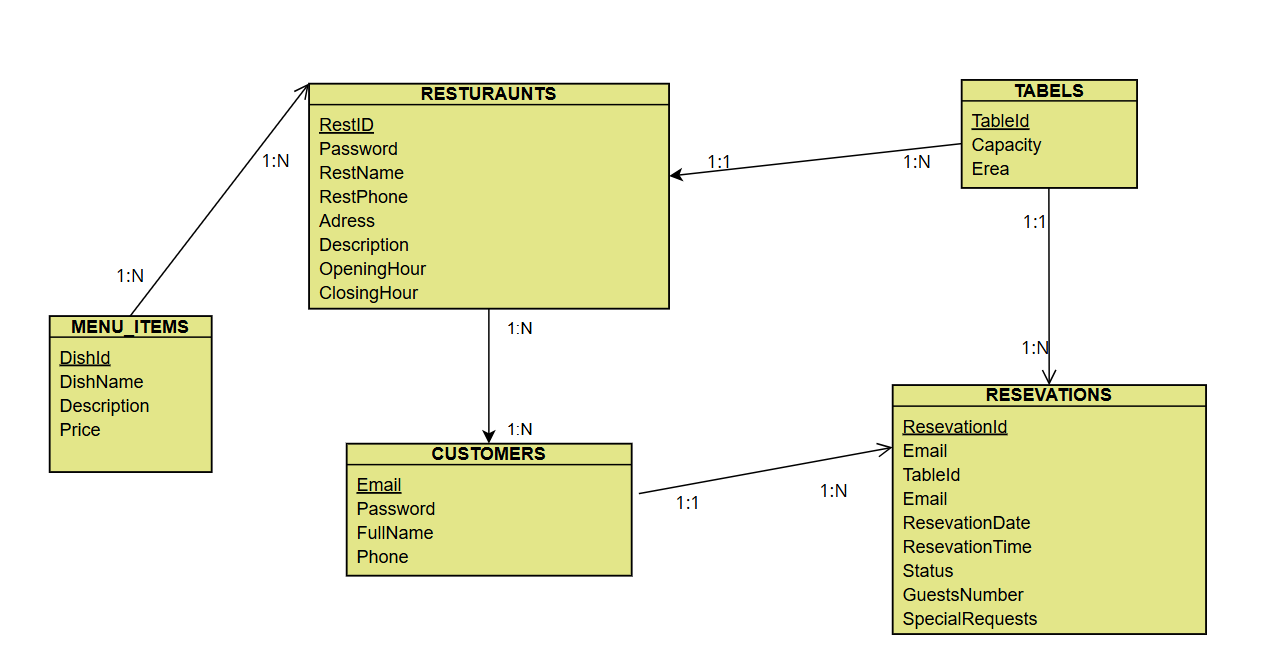 RESTURAUNTS
RestID
Password
RestName
RestPhone
Adress
Description
OpeningHour
ClosingHour
TABELS
TableId
Capacity
Erea
1:1
1:N
1:N
1:N
1:1
1:N
MENU_ITEMS
DishId
DishName
Description
Price
1:N
1:N
CUSTOMERS
Email
Password
FullName
Phone
1:1
1:N
RESEVATIONS
ResevationId
Email
TableId
Email
ResevationDate
ResevationTime
Status
GuestsNumber
SpecialRequests